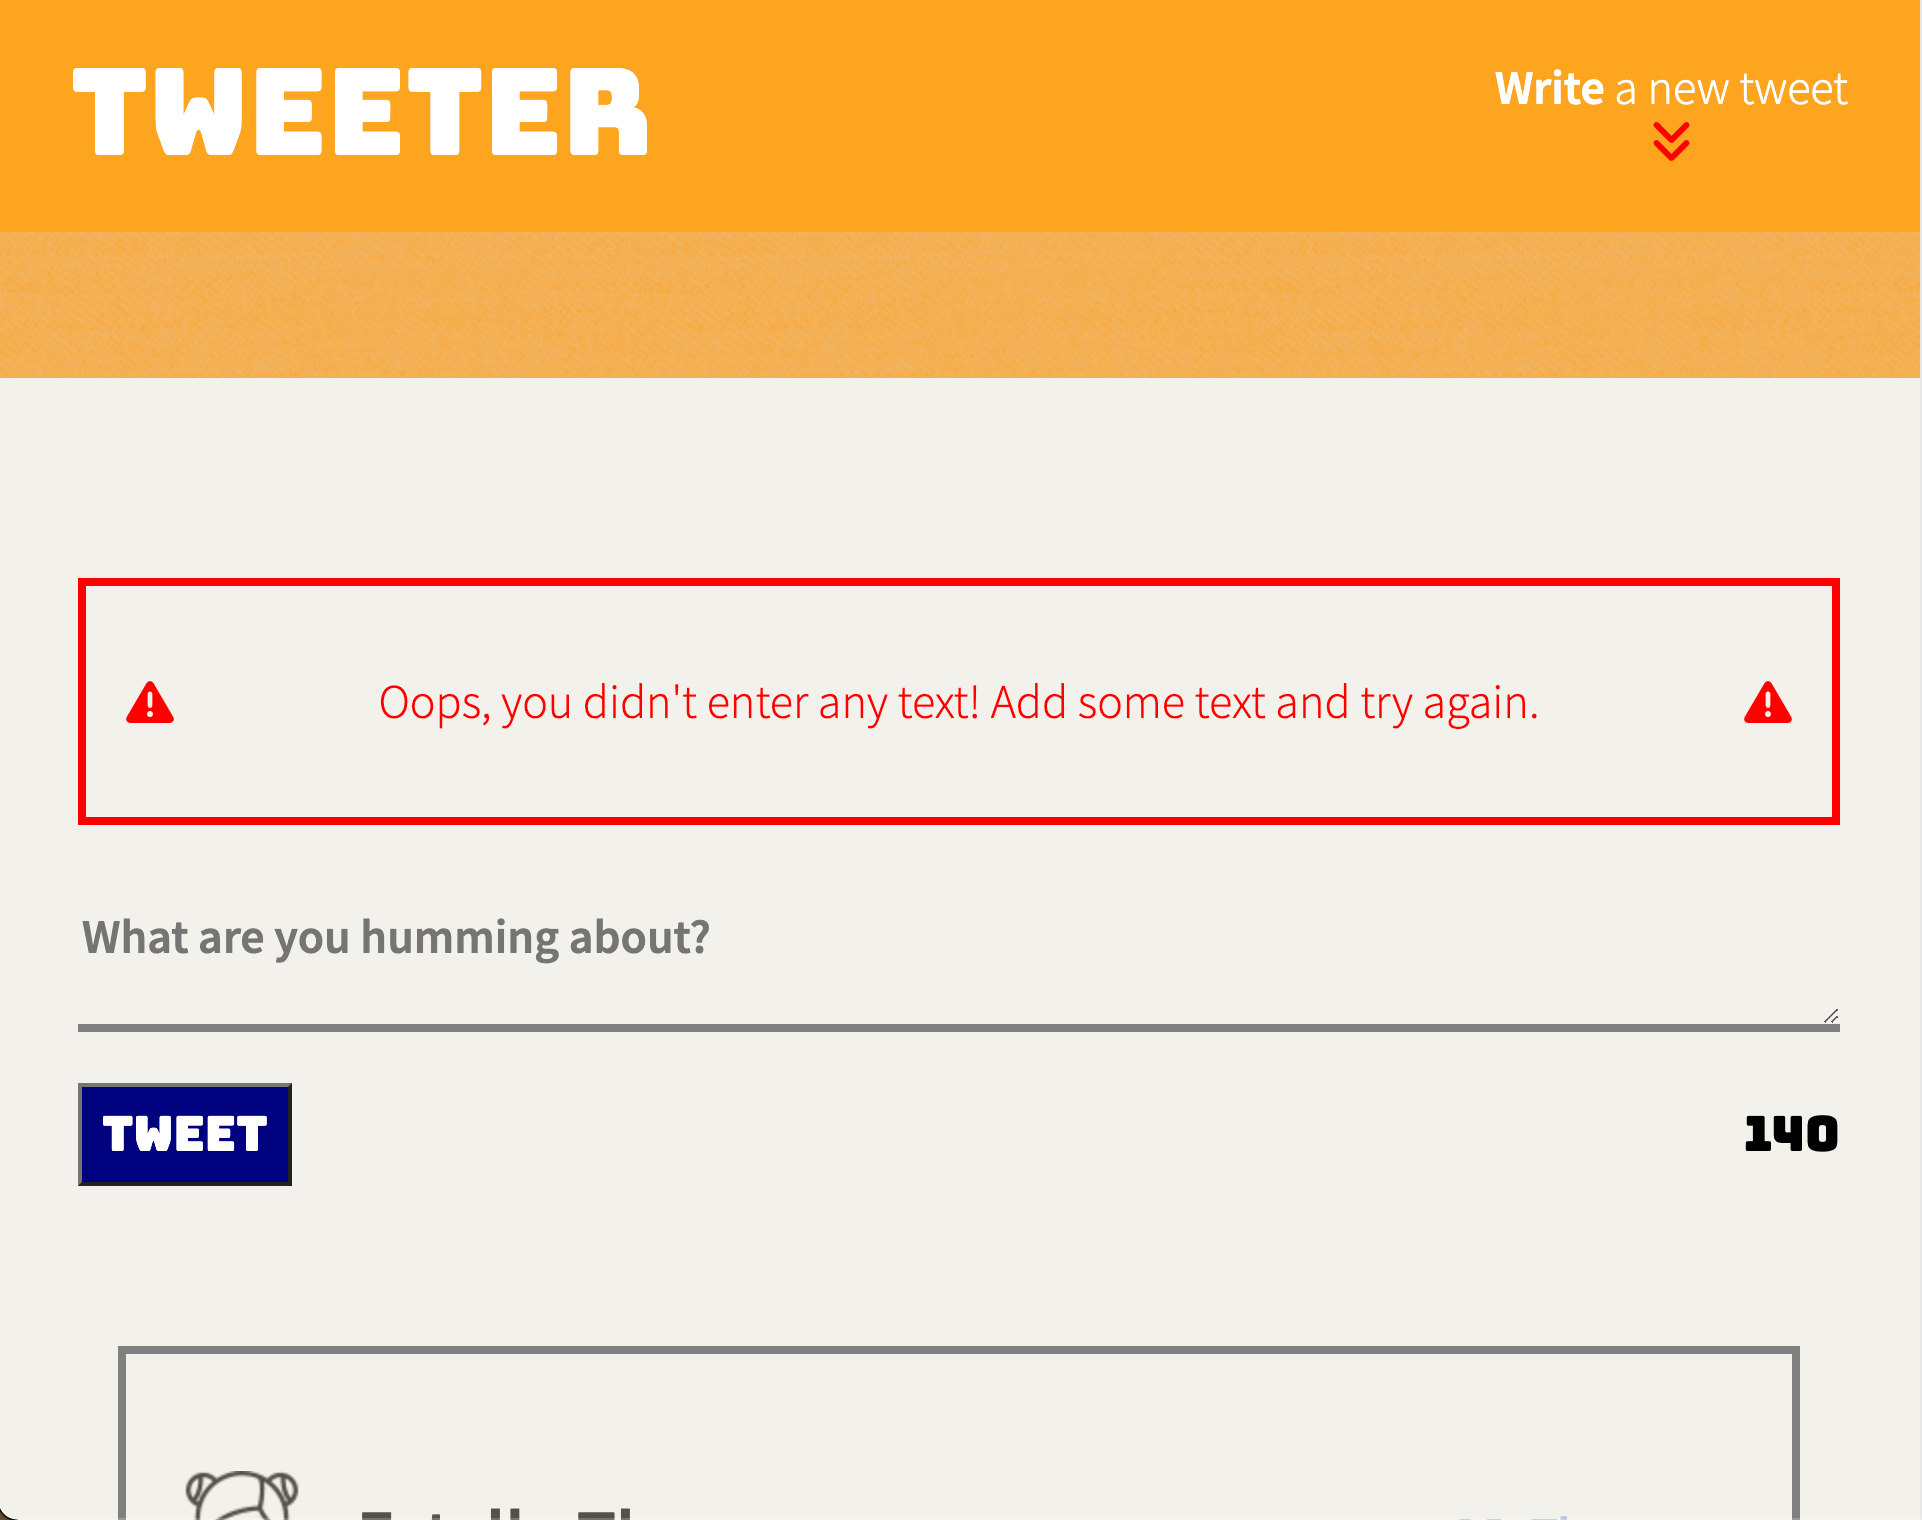 TWEETER
Write a new tweet
Oops, you didn't enter any text! Add some text and try again.
What are you humming about?
TWEET
140